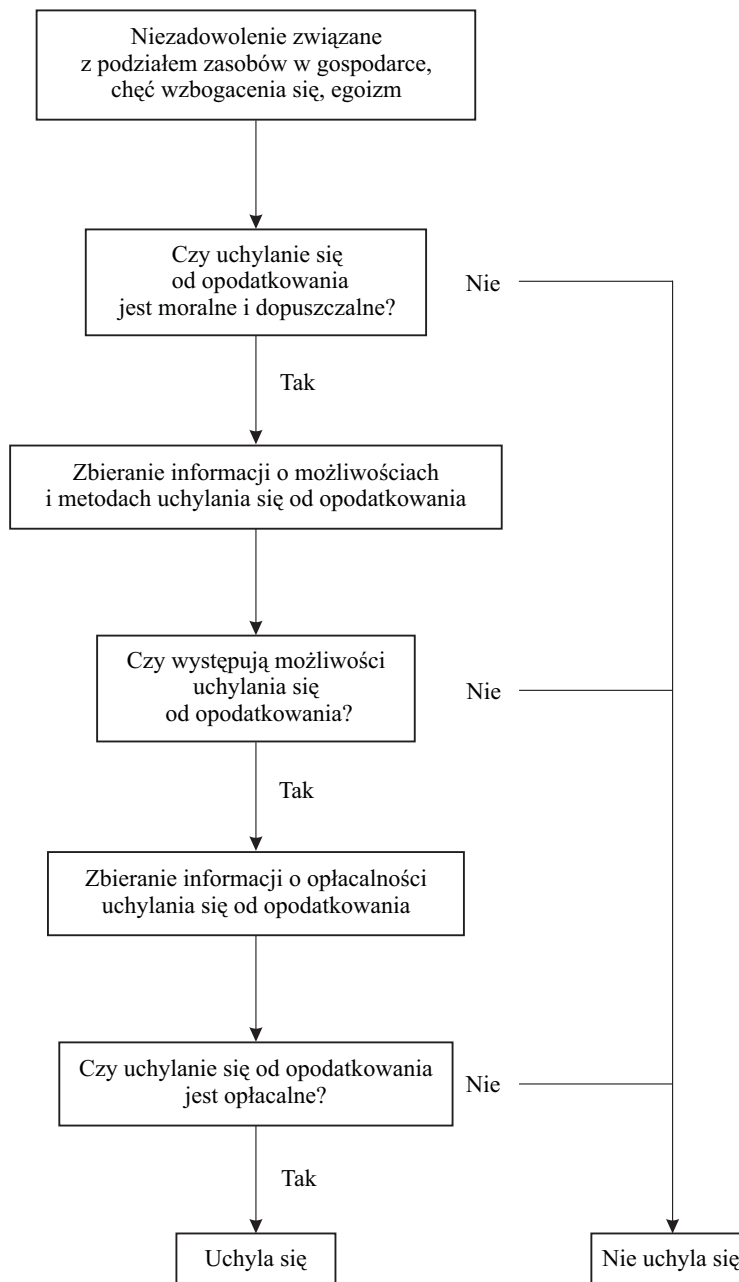 Niezadowolenie związane
z podziałem zasobów w gospodarce,
chęć wzbogacenia się, egoizm
Czy uchylanie się
od opodatkowania
jest moralne i dopuszczalne?
Nie
Tak
Zbieranie informacji o możliwościach
i metodach uchylania się od opodatkowania
Czy występują możliwości
uchylania się
od opodatkowania?
Nie
Tak
Zbieranie informacji o opłacalności
uchylania się od opodatkowania
Czy uchylanie się od opodatkowania
jest opłacalne?
Nie
Tak
Uchyla się
Nie uchyla się